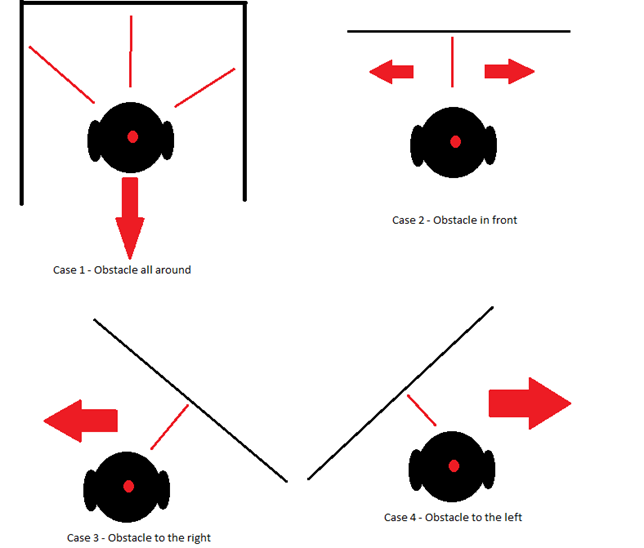 Case 1 - Obstacle all around
Case 2 - Obstacle in front
Case 3 - Obstacle to the right
Case 4 - Obstacle to the left